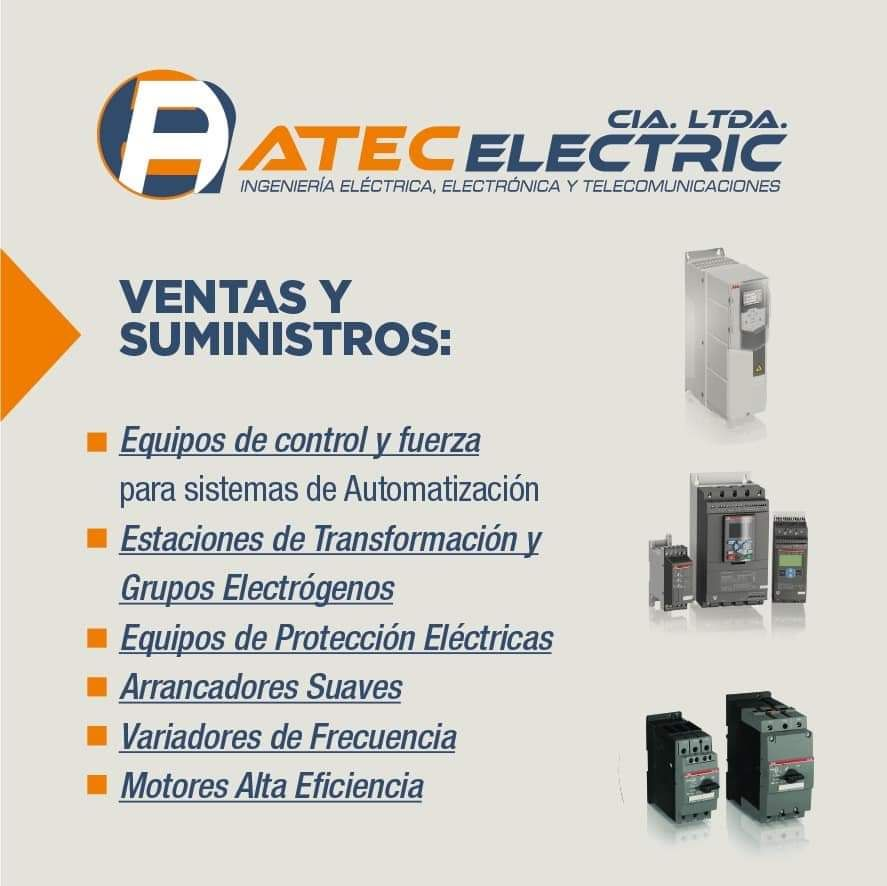 CIA. LTDA.
ATEC ELECTRIC
INGENIERÍA ELÉCTRICA, ELECTRÓNICA Y TELECOMUNICACIONES
VENTAS Y
SUMINISTROS:
Equipos de control y fuerza
para sistemas de Automatización
Estaciones de Transformación y
Grupos Electrógenos
Equipos de Protección Eléctricas
Arrancadores Suaves
Variadores de Frecuencia
Motores Alta Eficiencia